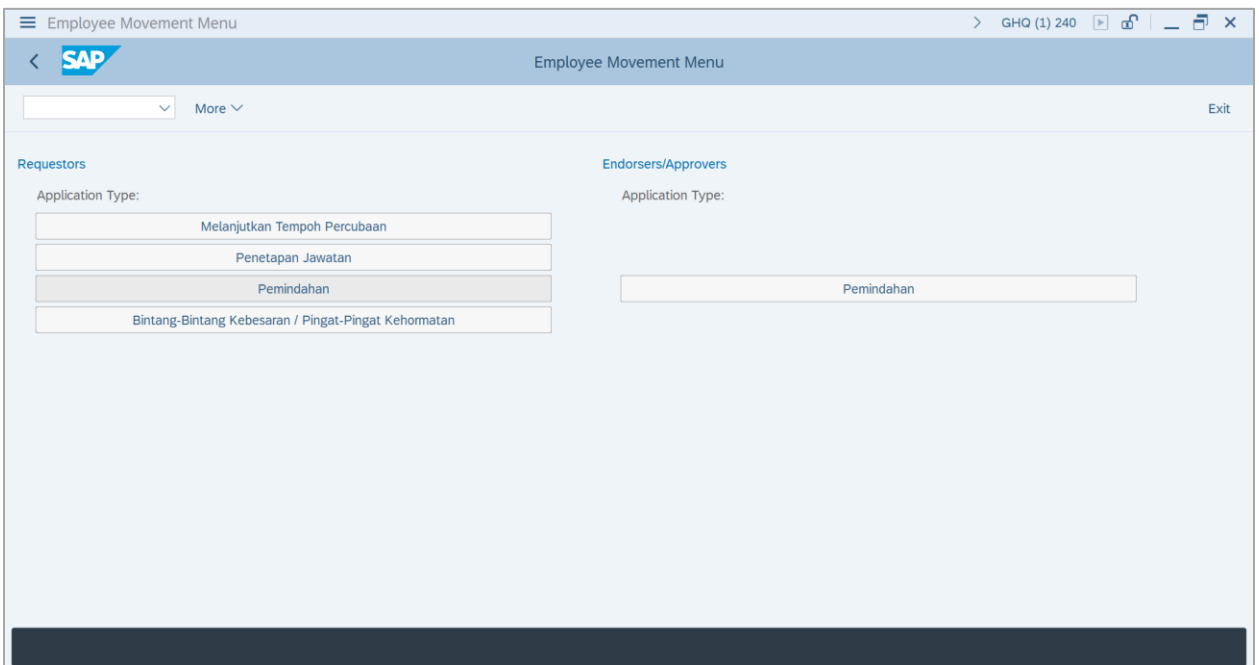 Employee Movement Menu
GHQ (1) 240
SAP
Employee Movement Menu
More
Exit
Requestors
Application Type:
Melanjutkan Tempoh Percubaan
Penetapan Jawatan
Pemindahan
Bintang-Bintang Kebesaran / Pingat-Pingat Kehormatan
Endorsers/Approvers
Application Type:
Pemindahan